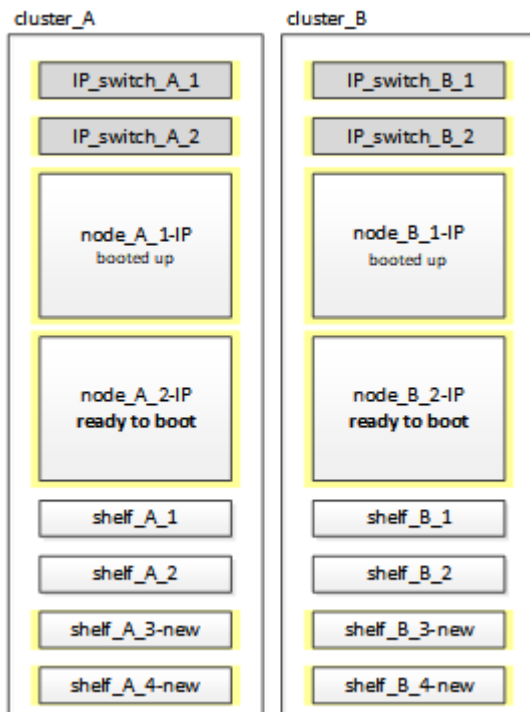 cluster_A
IP_switch_A_1
IP_switch_A_2
node_A_1-IP
booted up
node_A_2-IP
ready to boot
shelf_A_1
shelf_A_2
shelf_A_3-new
shelf_A_4-new
cluster_B
IP_switch_B_1
IP_switch_B_2
node_B_1-IP
booted up
node_B_2-IP
ready to boot
shelf_B_1
shelf_B_2
shelf_B_3-new
shelf_B_4-new